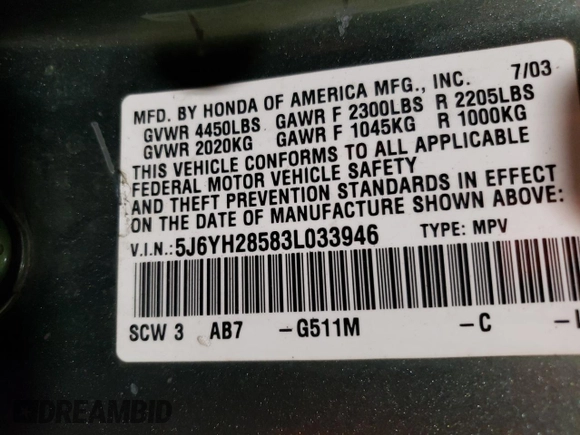 MFD. BY HONDA OF AMERICA MFG., INC. 7/03
GVWR 4450LBS GAWR F 2300LBS R 2205LBS
GVWR 2020KG GAWR F 1045KG R 1000KG
THIS VEHICLE CONFORMS TO ALL APPLICABLE
FEDERAL MOTOR VEHICLE SAFETY
AND THEFT PREVENTION STANDARDS IN EFFECT
ON THE DATE OF MANUFACTURE SHOWN ABOVE:
V.I.N.:5J6YH28583L033946 TYPE: MPV
SCW 3 AB7 -G511M -C
DREAMBID